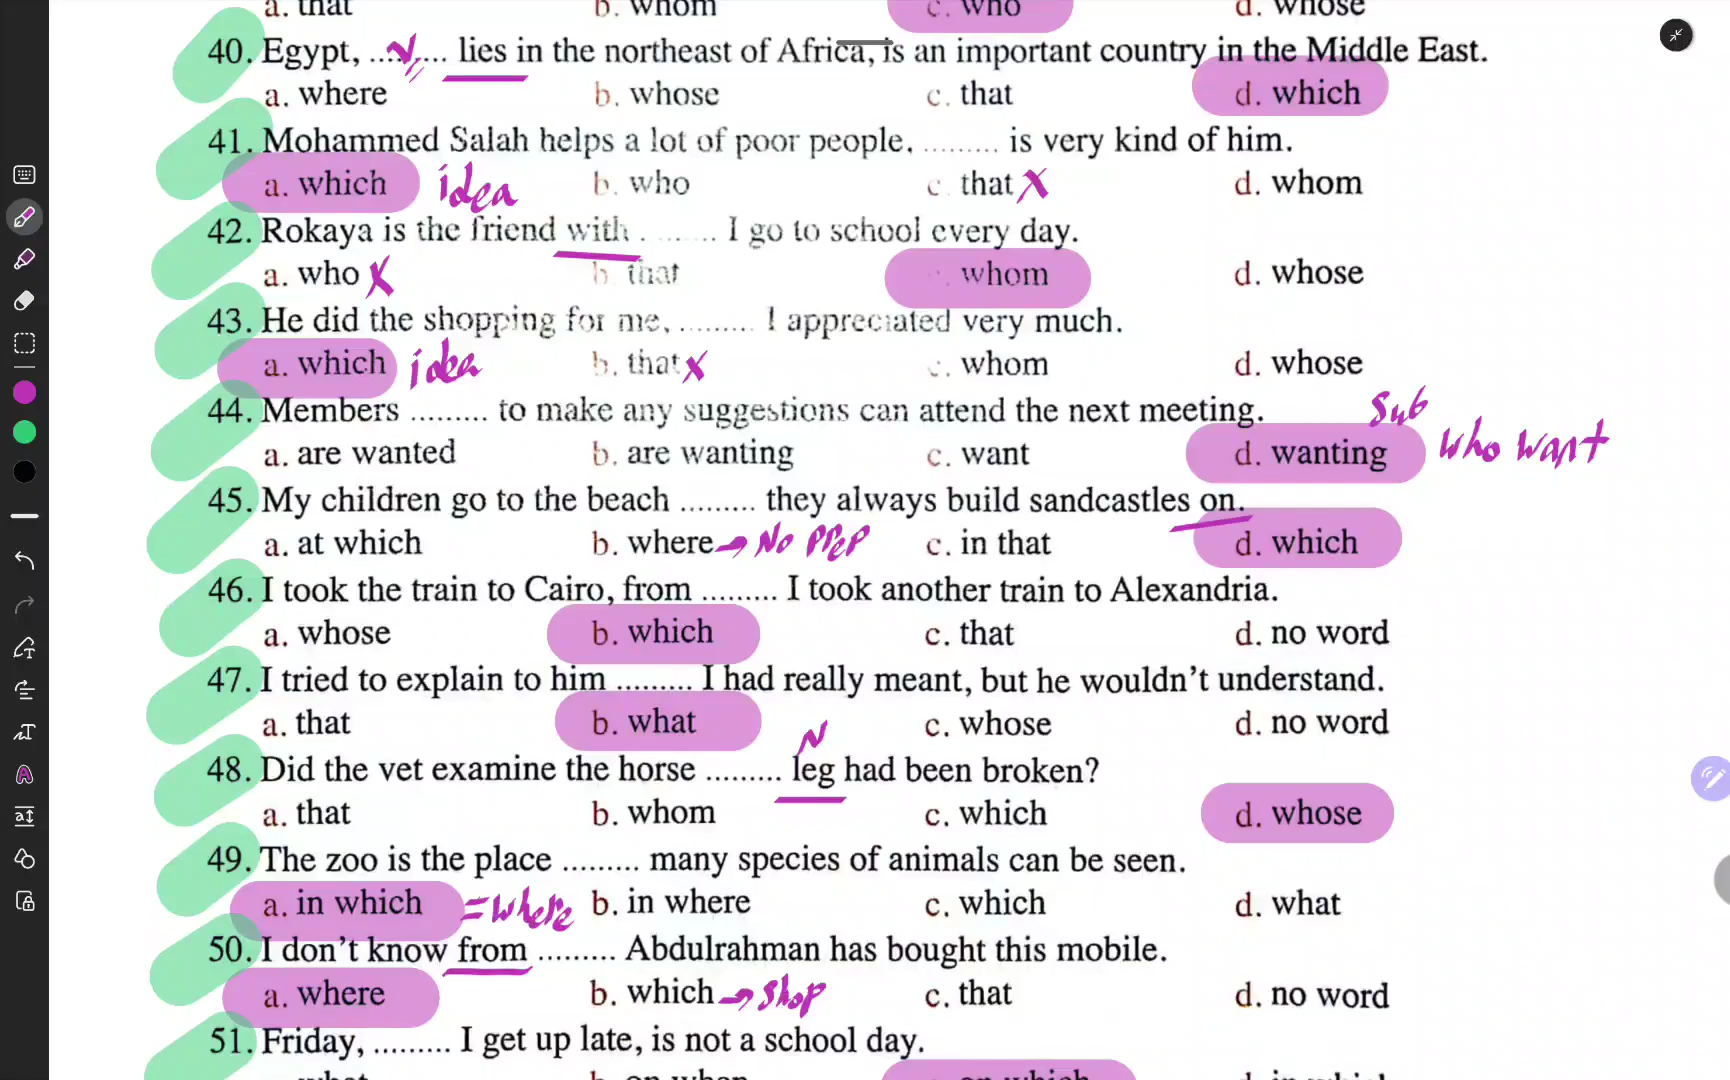 a. that b. whom c. who d. whose
40. Egypt, ......... lies in the northeast of Africa, is an important country in the Middle East.
a. where b. whose c. that d. which
41. Mohammed Salah helps a lot of poor people, ......... is very kind of him.
a. which idea b. who c. that X d. whom
42. Rokaya is the friend with ......... I go to school every day.
a. who X b. that whom d. whose
43. He did the shopping for me, ......... I appreciated very much.
a. which idea b. that X c. whom d. whose
44. Members ......... to make any suggestions can attend the next meeting. Sub
a. are wanted b. are wanting c. want d. wanting who want
45. My children go to the beach ......... they always build sandcastles on.
a. at which b. where → No PREP c. in that d. which
46. I took the train to Cairo, from ......... I took another train to Alexandria.
a. whose b. which c. that d. no word
47. I tried to explain to him ......... I had really meant, but he wouldn't understand.
a. that b. what c. whose d. no word
N
48. Did the vet examine the horse ......... leg had been broken?
a. that b. whom c. which d. whose
49. The zoo is the place ......... many species of animals can be seen.
a. in which = where b. in where c. which d. what
50. I don't know from ......... Abdulrahman has bought this mobile.
a. where b. which → shop c. that d. no word
51. Friday, ......... I get up late, is not a school day.